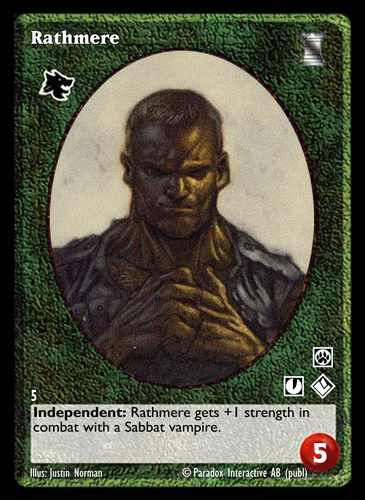 Rathmere
5
Independent: Rathmere gets +1 strength in
combat with a Sabbat vampire.
5
Illus: Justin Norman © Paradox Interactive AB (publ)